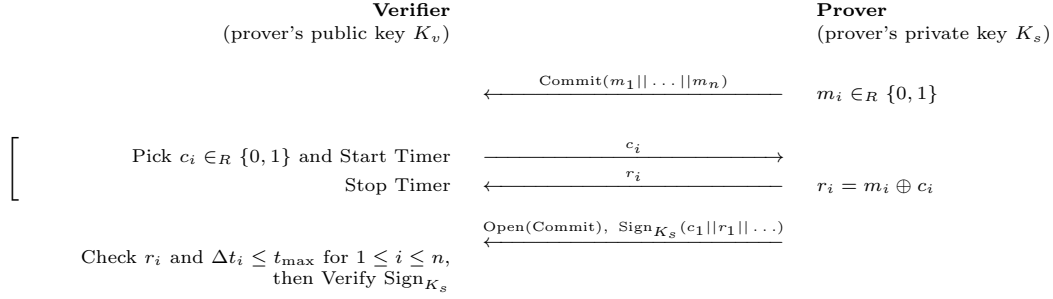 Verifier Prover
(prover's public key K_v) (prover's private key K_s)
Commit(m_1|| . . . ||m_n) m_i ∈_R {0, 1}
Pick c_i ∈_R {0, 1} and Start Timer c_i
Stop Timer r_i r_i = m_i ⊕ c_i
Open(Commit), Sign_{K_s}(c_1||r_1|| . . .)
Check r_i and Δt_i ≤ t_max for 1 ≤ i ≤ n,
then Verify Sign_{K_s}